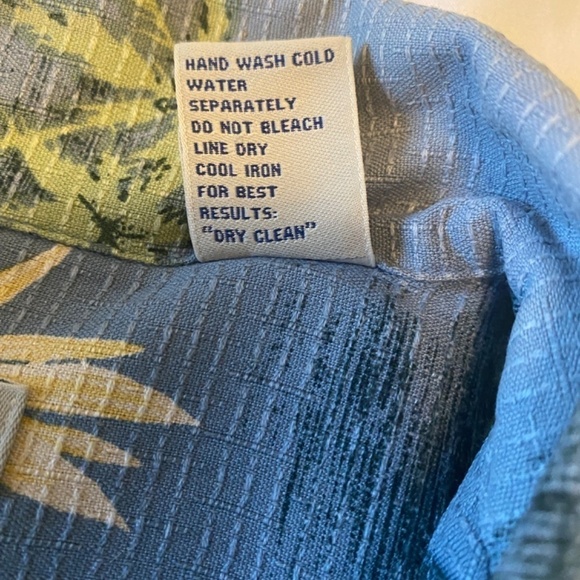 HAND WASH COLD
WATER
SEPARATELY
DO NOT BLEACH
LINE DRY
COOL IRON
FOR BEST
RESULTS:
"DRY CLEAN"